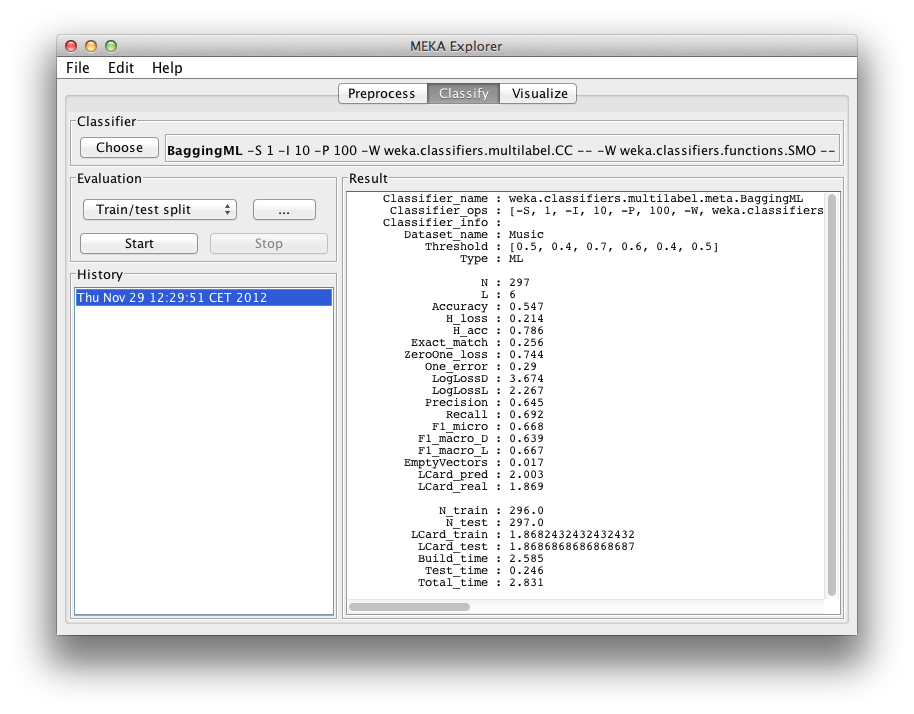 MEKA Explorer
File Edit Help
Preprocess Classify Visualize
Classifier
Choose BaggingML -S 1 -I 10 -P 100 -W weka.classifiers.multilabel.CC -- -W weka.classifiers.functions.SMO --
Evaluation
Train/test split ...
Start Stop
History
Thu Nov 29 12:29:51 CET 2012
Result
Classifier_name : weka.classifiers.multilabel.meta.BaggingML
Classifier_ops : [-S, 1, -I, 10, -P, 100, -W, weka.classifiers
Classifier_info :
Dataset_name : Music
Threshold : [0.5, 0.4, 0.7, 0.6, 0.4, 0.5]
Type : ML
N : 297
L : 6
Accuracy : 0.547
H_loss : 0.214
H_acc : 0.786
Exact_match : 0.256
ZeroOne_loss : 0.744
One_error : 0.29
LogLossD : 3.674
LogLossL : 2.267
Precision : 0.645
Recall : 0.692
F1_micro : 0.668
F1_macro_D : 0.639
F1_macro_L : 0.667
EmptyVectors : 0.017
LCard_pred : 2.003
LCard_real : 1.869
N_train : 296.0
N_test : 297.0
LCard_train : 1.8682432432432432
LCard_test : 1.8686868686868687
Build_time : 2.585
Test_time : 0.246
Total_time : 2.831